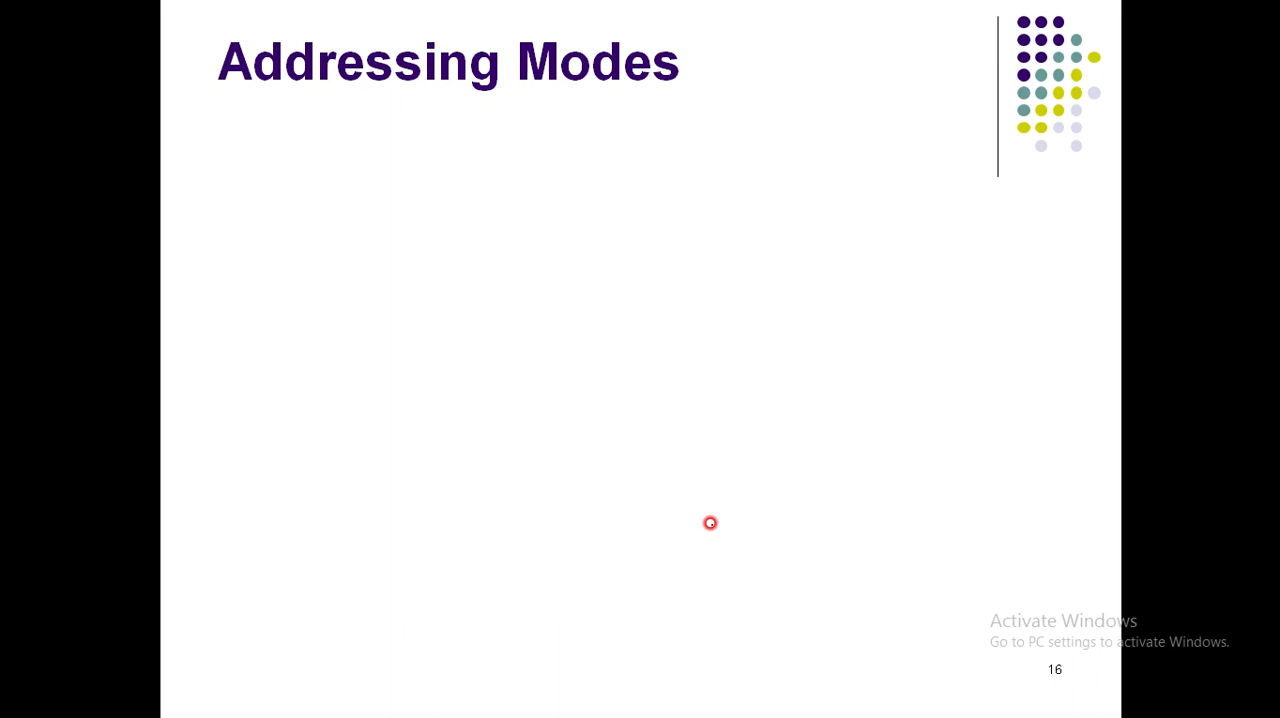 Addressing Modes
Activate Windows
Go to PC settings to activate Windows.
16